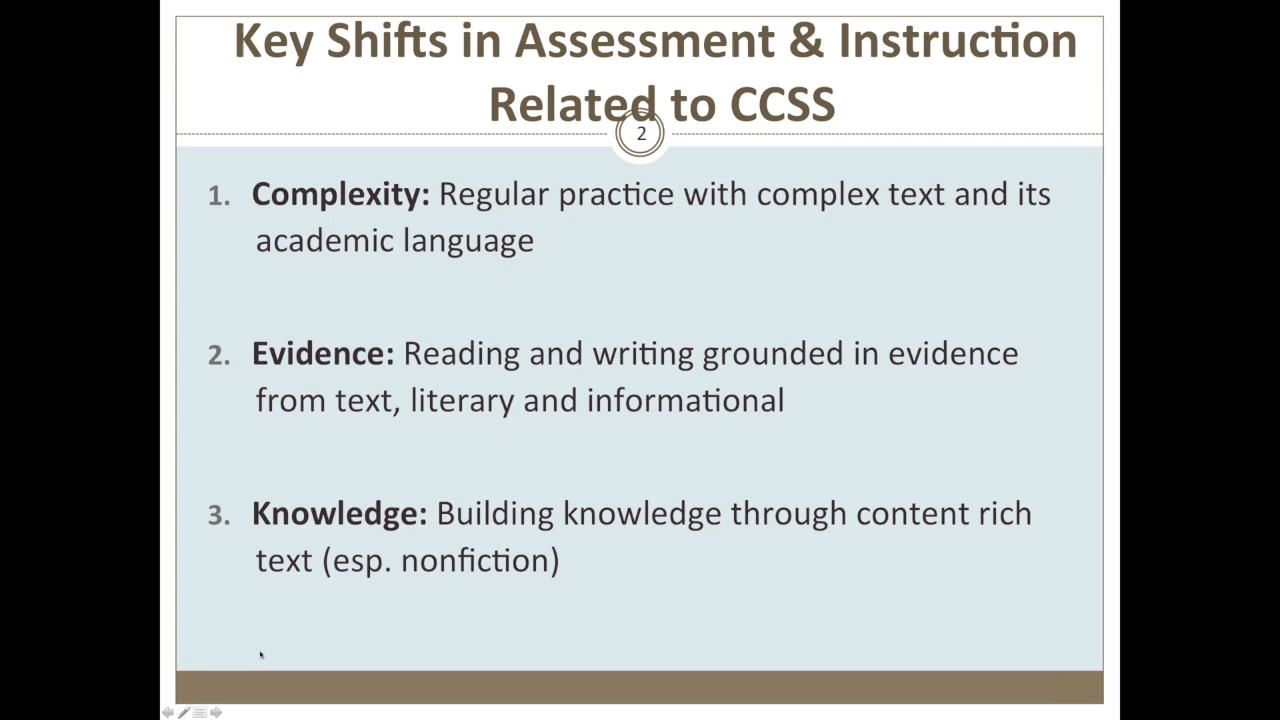 Key Shifts in Assessment & Instruction
Related to CCSS
2
1. Complexity: Regular practice with complex text and its
academic language
2. Evidence: Reading and writing grounded in evidence
from text, literary and informational
3. Knowledge: Building knowledge through content rich
text (esp. nonfiction)